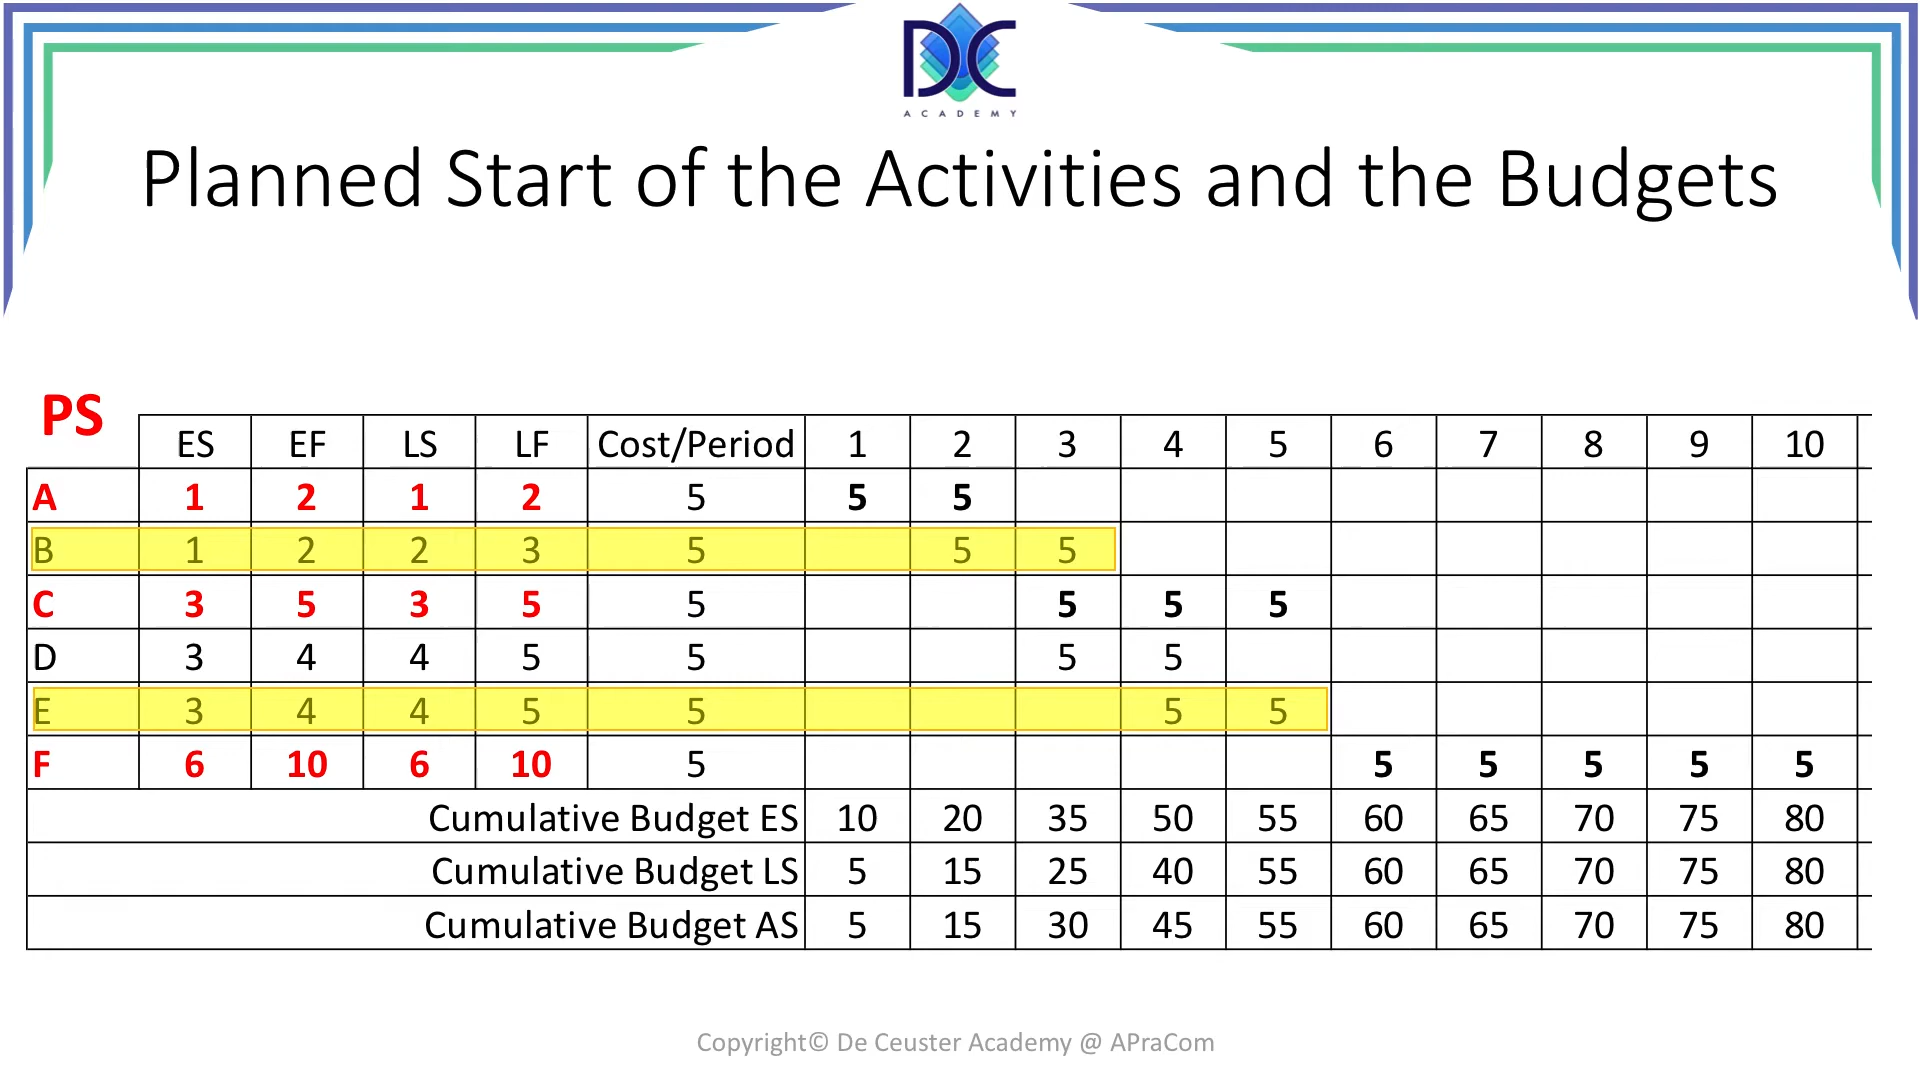 DC
ACADEMY
Planned Start of the Activities and the Budgets
PS
ES EF LS LF Cost/Period 1 2 3 4 5 6 7 8 9 10
A 1 2 1 2 5 5 5
B 1 2 2 3 5 5 5
C 3 5 3 5 5 5 5 5
D 3 4 4 5 5 5 5
E 3 4 4 5 5 5 5
F 6 10 6 10 5 5 5 5 5 5
Cumulative Budget ES 10 20 35 50 55 60 65 70 75 80
Cumulative Budget LS 5 15 25 40 55 60 65 70 75 80
Cumulative Budget AS 5 15 30 45 55 60 65 70 75 80
Copyright© De Ceuster Academy @ APraCom